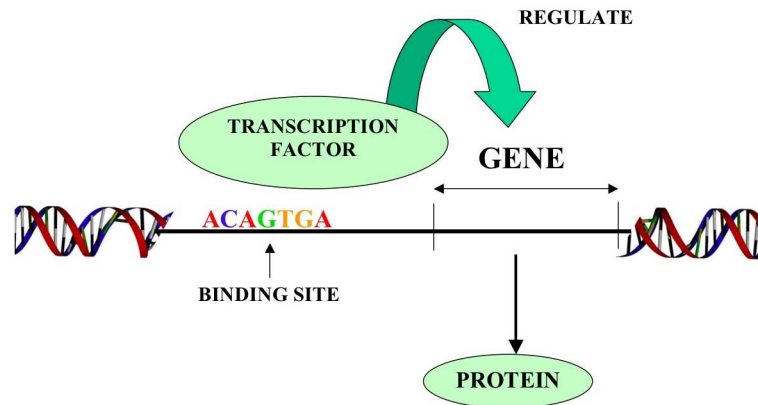 REGULATE
TRANSCRIPTION
FACTOR
GENE
ACAGTGA
BINDING SITE
PROTEIN